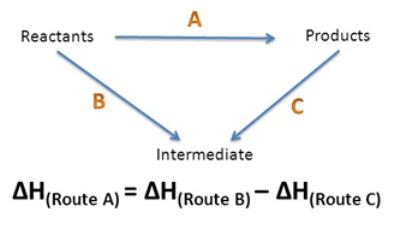 A
Reactants Products
B C
Intermediate
ΔH(Route A) = ΔH(Route B) − ΔH(Route C)